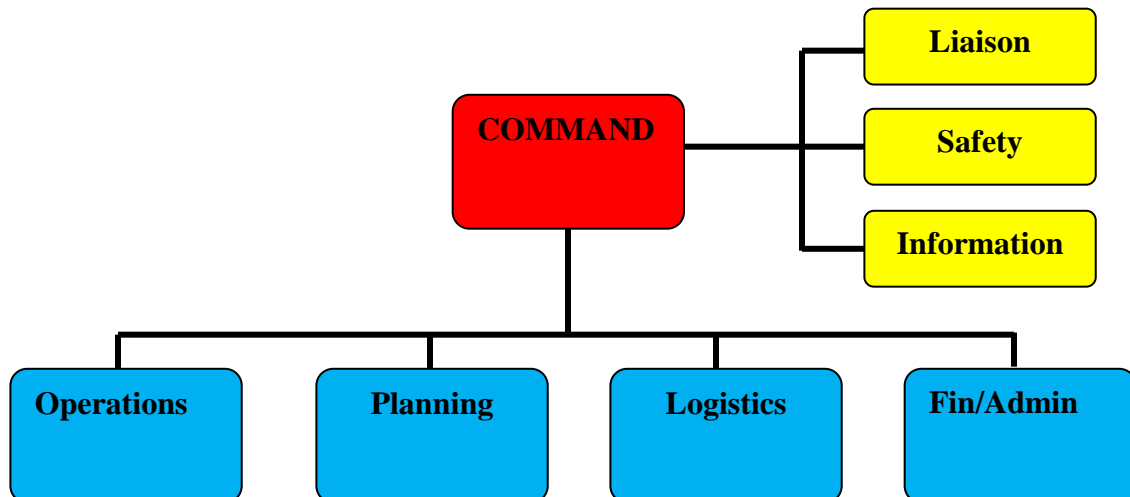 Liaison
COMMAND
Safety
Information
Operations
Planning
Logistics
Fin/Admin